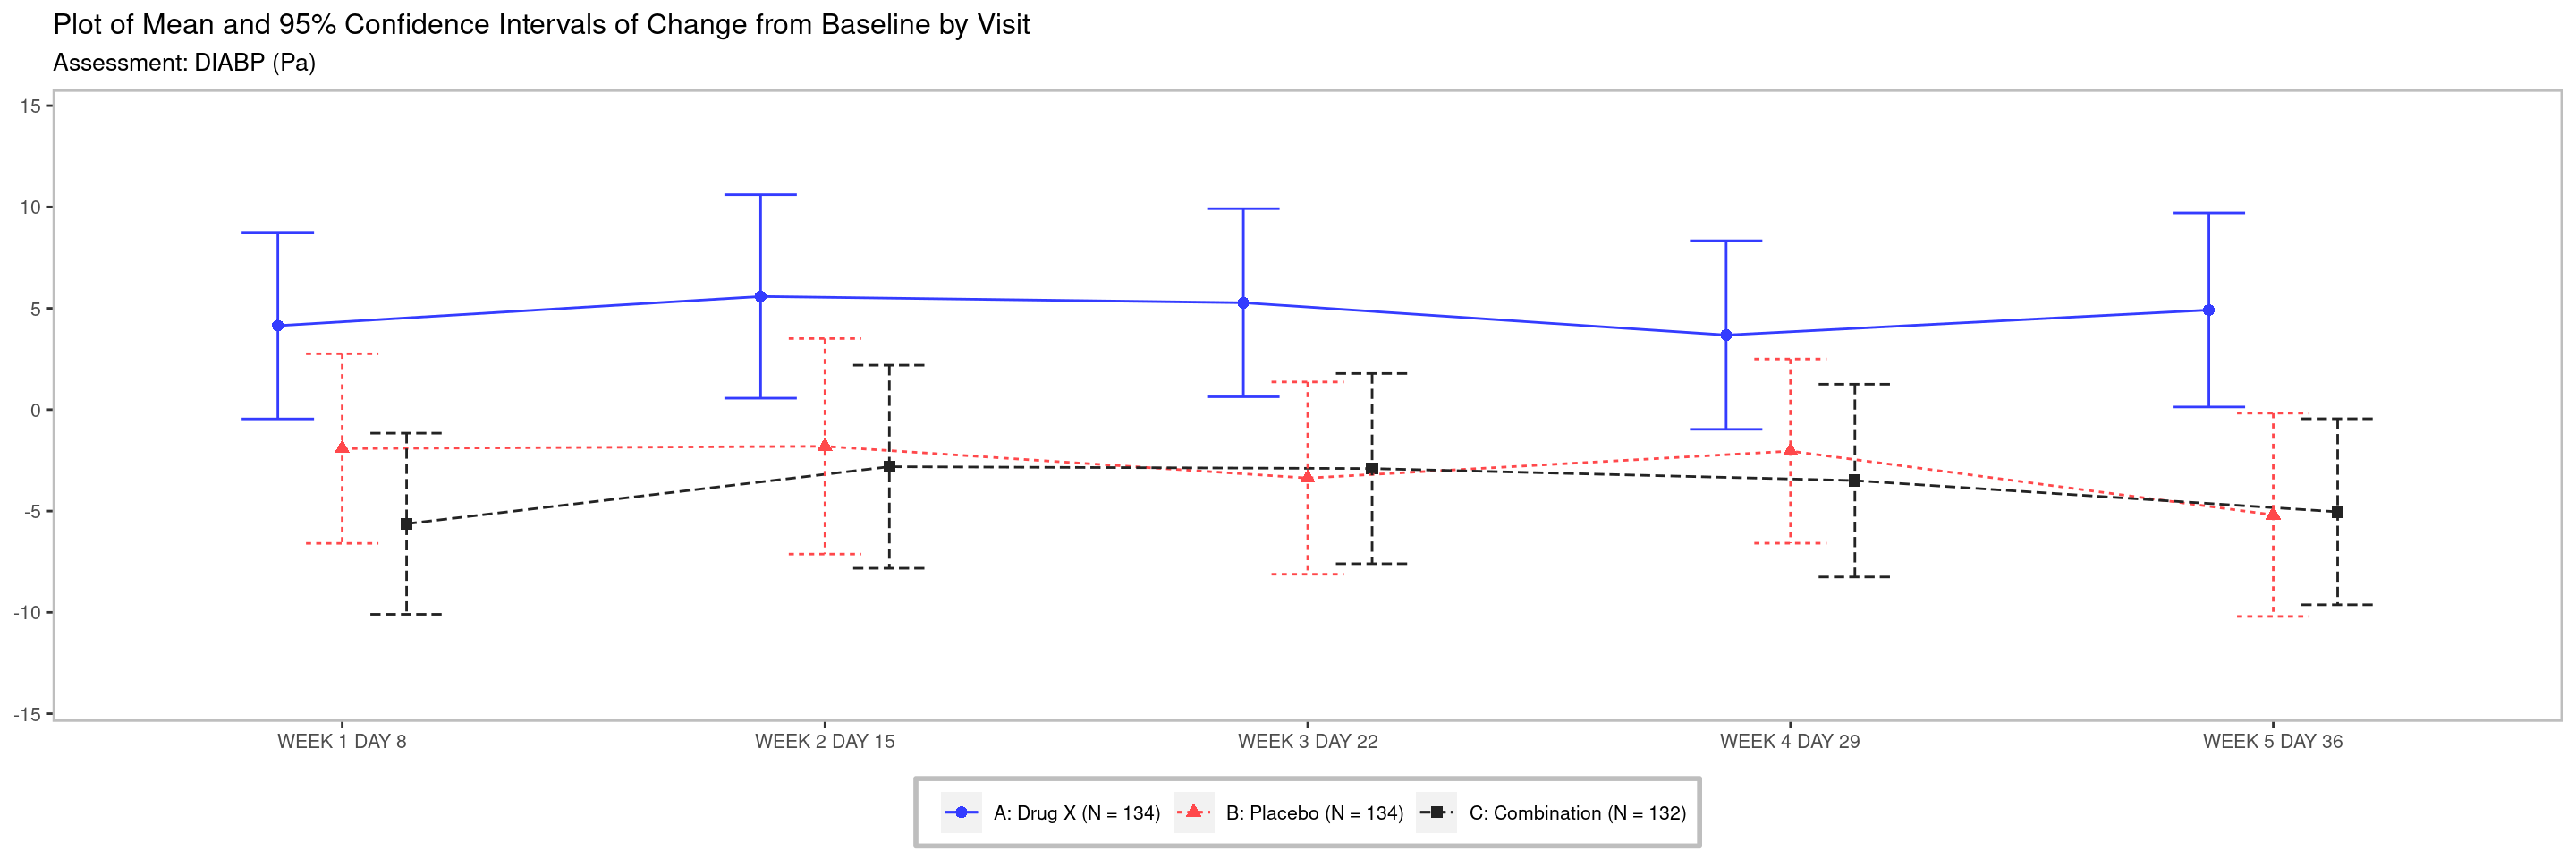 Plot of Mean and 95% Confidence Intervals of Change from Baseline by Visit
Assessment: DIABP (Pa)
15
10
5
0
-5
-10
-15
WEEK 1 DAY 8
WEEK 2 DAY 15
WEEK 3 DAY 22
WEEK 4 DAY 29
WEEK 5 DAY 36
A: Drug X (N = 134)
B: Placebo (N = 134)
C: Combination (N = 132)